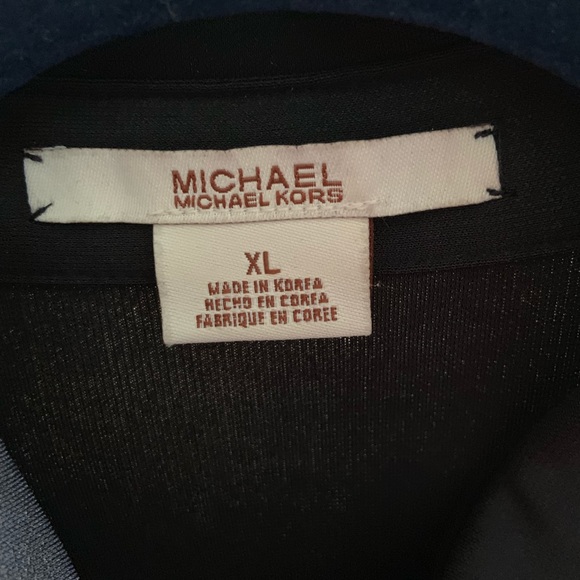 MICHAEL
MICHAEL KORS
XL
MADE IN KOREA
HECHO EN COREA
FABRIQUE EN COREE